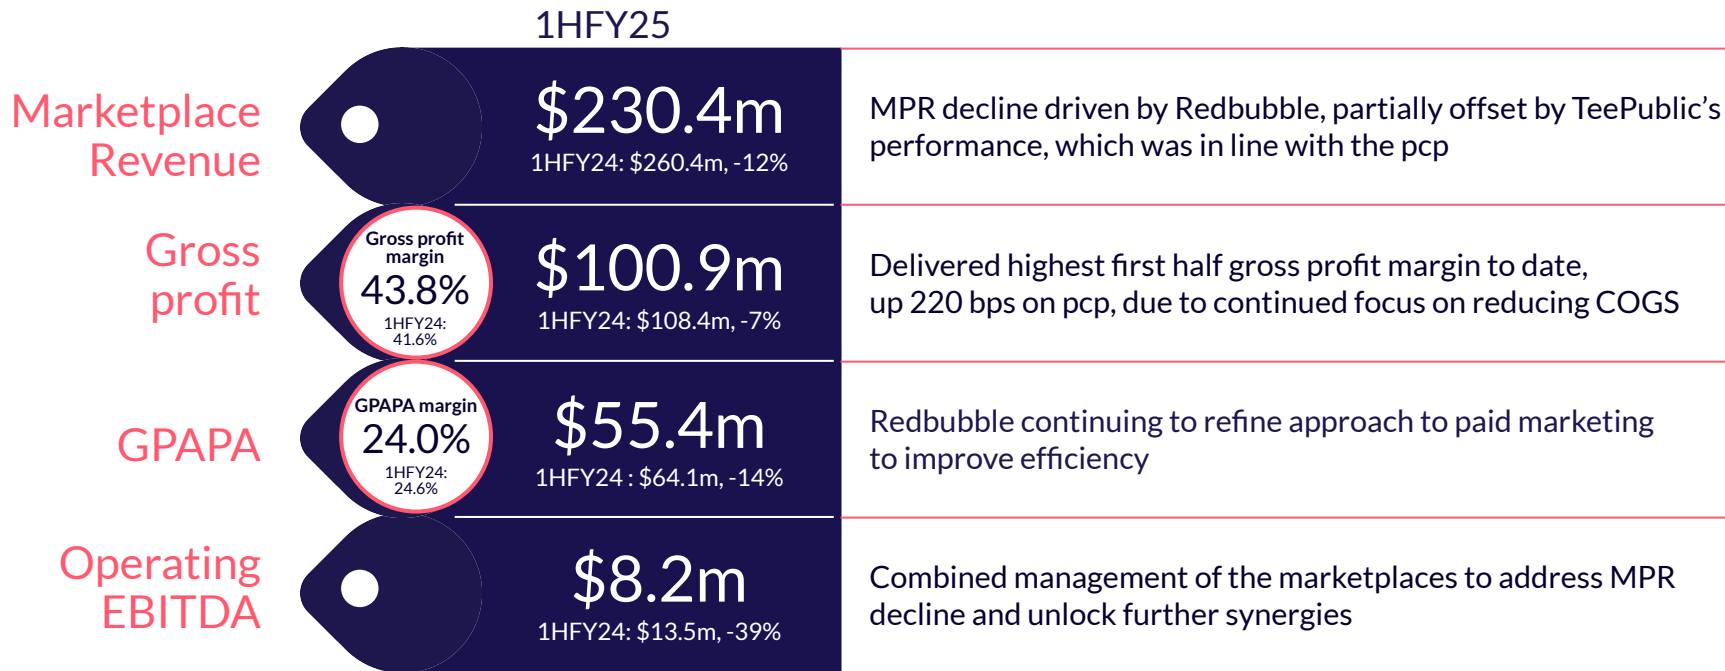 1HFY25
Marketplace
Revenue
$230.4m
1HFY24: $260.4m, -12%
MPR decline driven by Redbubble, partially offset by TeePublic’s
performance, which was in line with the pcp
Gross
profit
Gross profit
margin
43.8%
1HFY24:
41.6%
$100.9m
1HFY24: $108.4m, -7%
Delivered highest first half gross profit margin to date,
up 220 bps on pcp, due to continued focus on reducing COGS
GPAPA
GPAPA margin
24.0%
1HFY24:
24.6%
$55.4m
1HFY24 : $64.1m, -14%
Redbubble continuing to refine approach to paid marketing
to improve efficiency
Operating
EBITDA
$8.2m
1HFY24: $13.5m, -39%
Combined management of the marketplaces to address MPR
decline and unlock further synergies